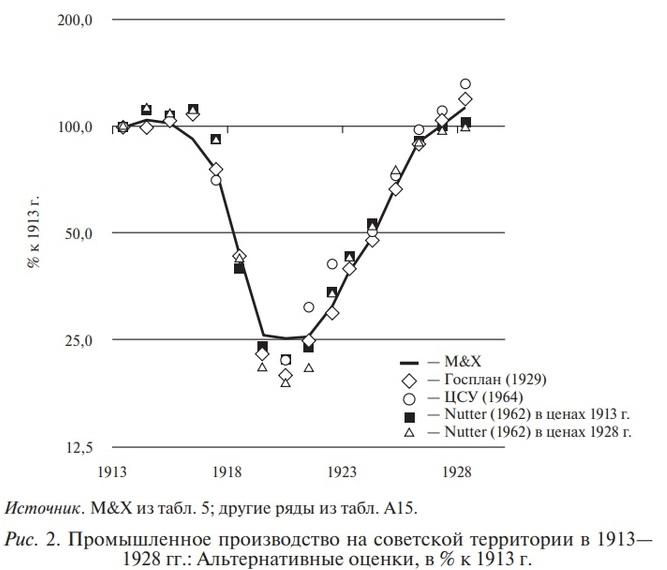 200,0
100,0
50,0
25,0
12,5
% к 1913 г.
1913 1918 1923 1928
— М&Х
— Госплан (1929)
— ЦСУ (1964)
— Nutter (1962) в ценах 1913 г.
— Nutter (1962) в ценах 1928 г.
Источник. М&Х из табл. 5; другие ряды из табл. А15.
Рис. 2. Промышленное производство на советской территории в 1913—
1928 гг.: Альтернативные оценки, в % к 1913 г.